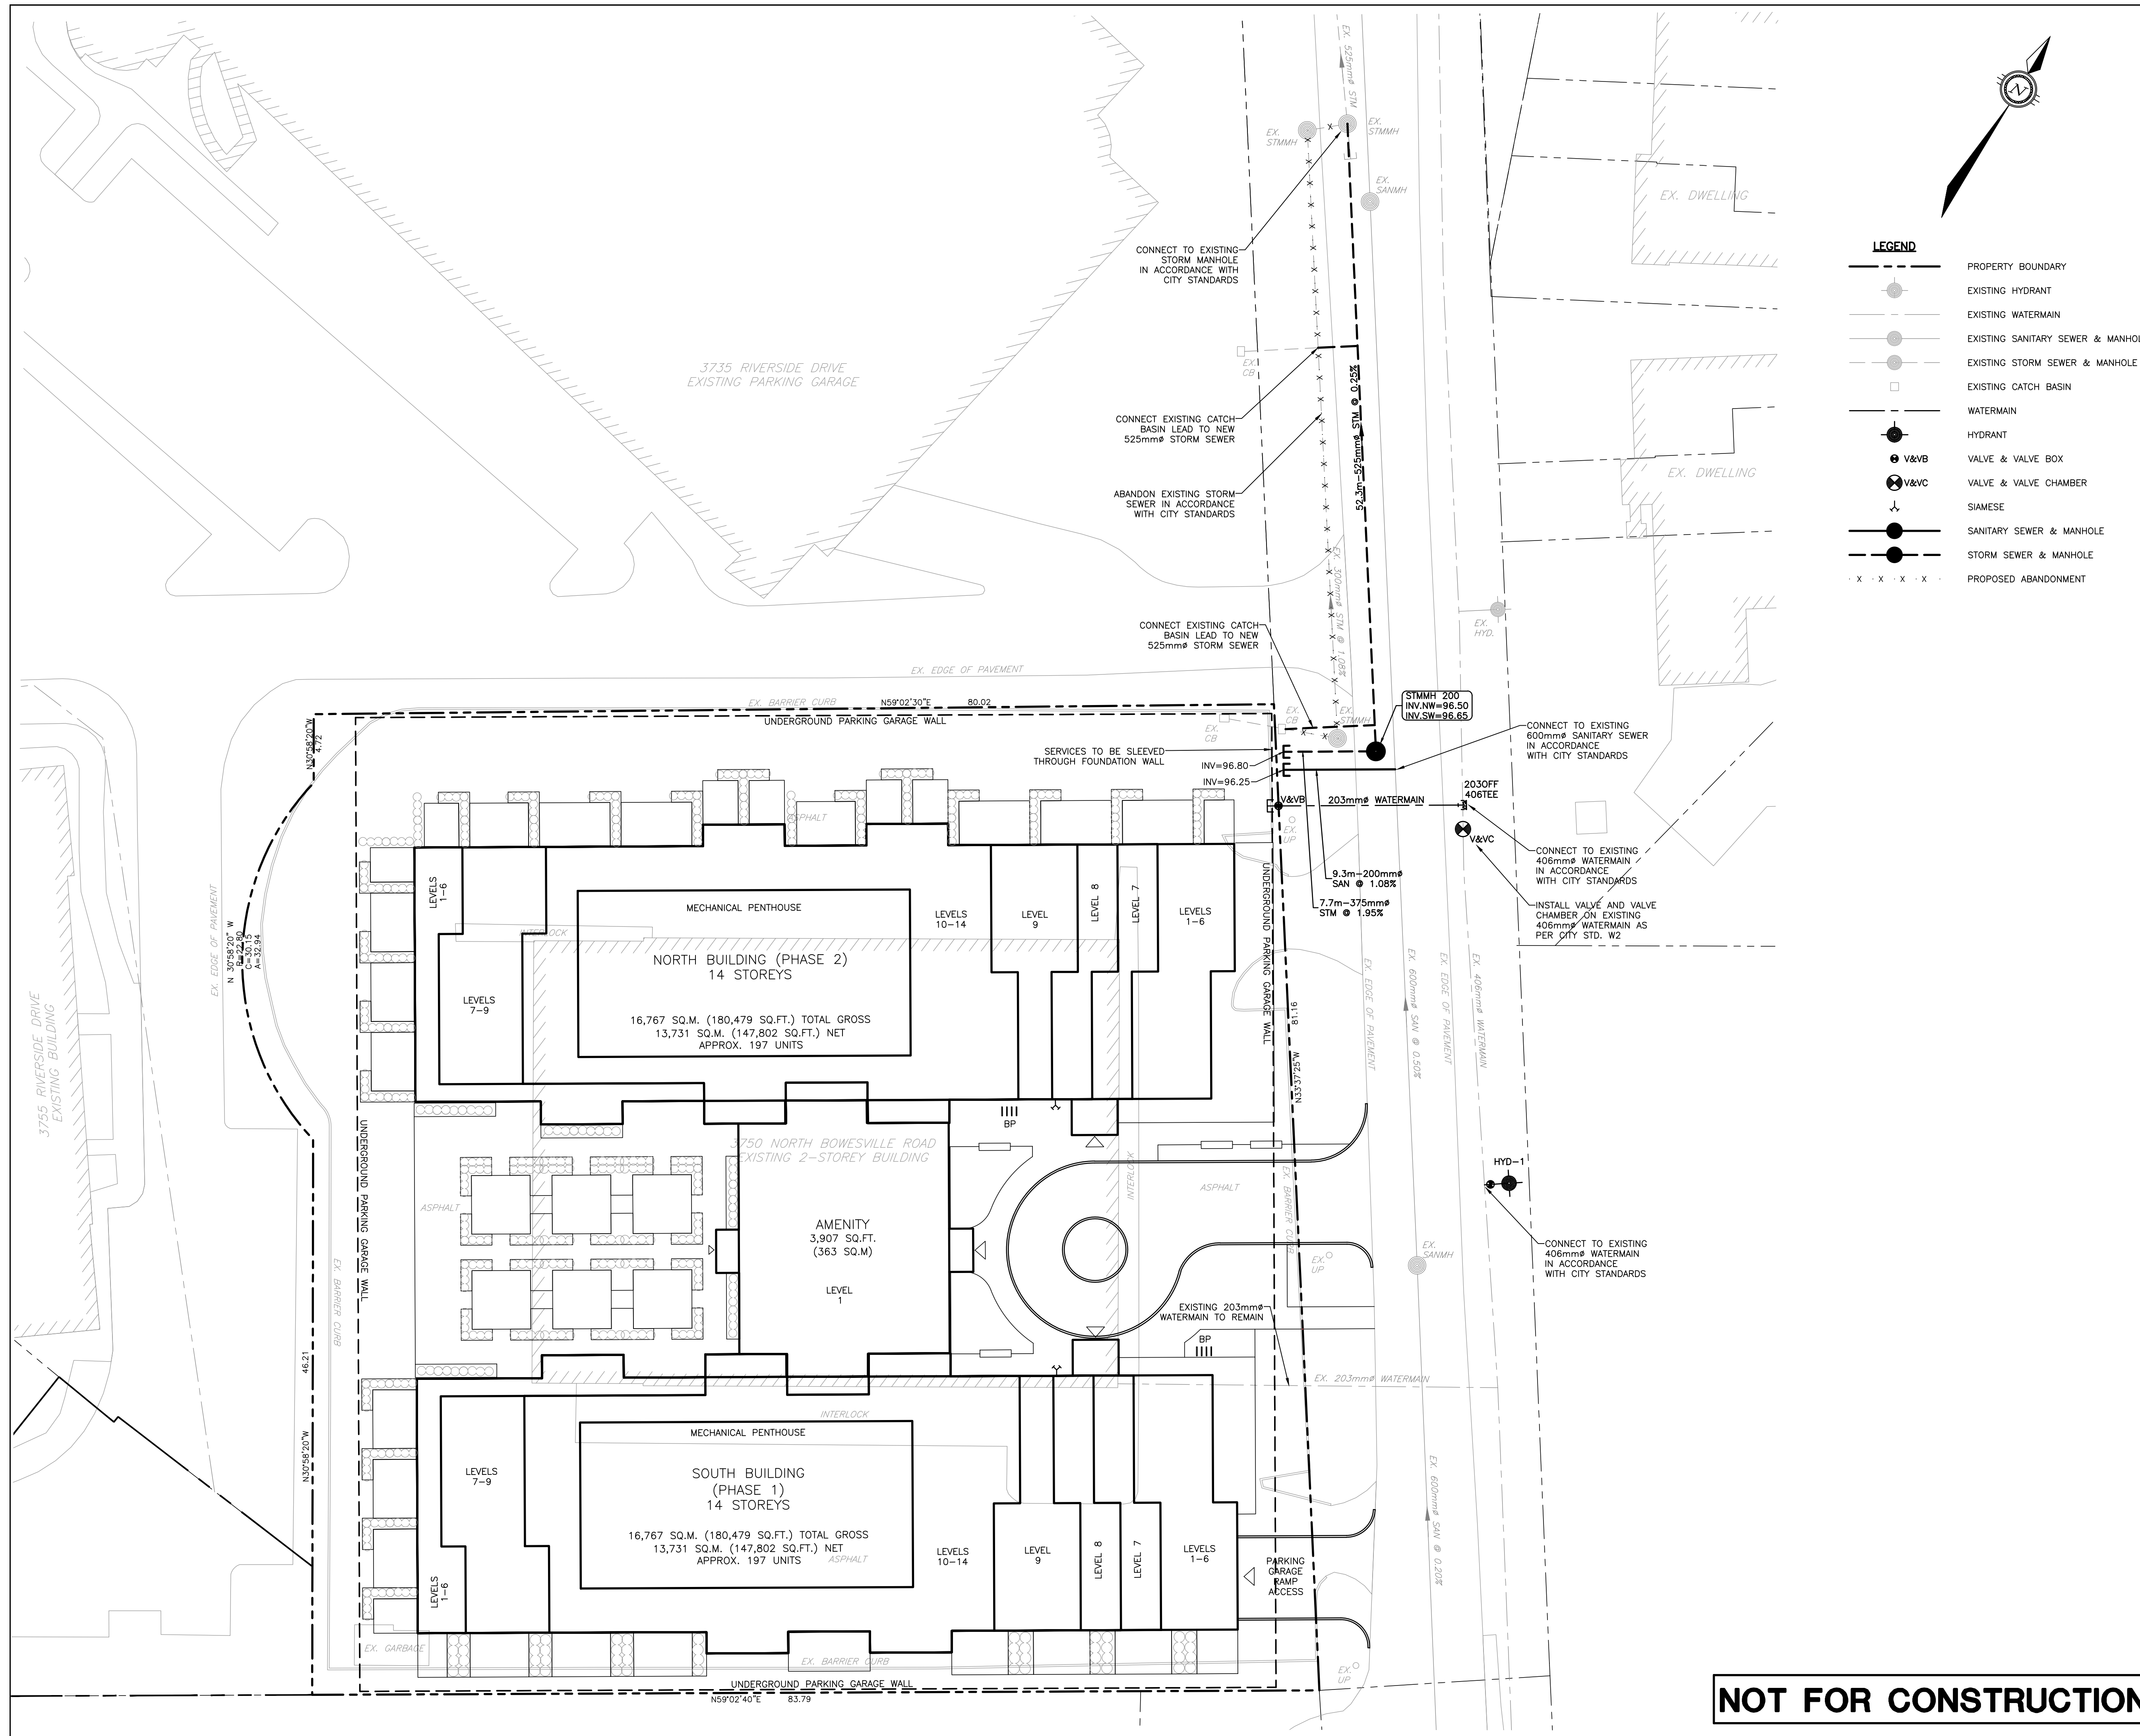 EX. 525mmø STM
EX.
STMMH
EX.
STMMH
EX.
SANMH
EX. DWELLING
N
LEGEND
PROPERTY BOUNDARY
EXISTING HYDRANT
EXISTING WATERMAIN
EXISTING SANITARY SEWER & MANHOL
EXISTING STORM SEWER & MANHOLE
EXISTING CATCH BASIN
WATERMAIN
HYDRANT
V&VB VALVE & VALVE BOX
V&VC VALVE & VALVE CHAMBER
SIAMESE
SANITARY SEWER & MANHOLE
STORM SEWER & MANHOLE
X X X X PROPOSED ABANDONMENT
CONNECT TO EXISTING
STORM MANHOLE
IN ACCORDANCE WITH
CITY STANDARDS
3735 RIVERSIDE DRIVE
EXISTING PARKING GARAGE
EX.
CB
CONNECT EXISTING CATCH
BASIN LEAD TO NEW
525mmø STORM SEWER
52.3m-525mmø STM @ 0.25%
EX. DWELLING
ABANDON EXISTING STORM
SEWER IN ACCORDANCE
WITH CITY STANDARDS
EX. 300mmø STM @ 1.08%
EX.
HYD.
CONNECT EXISTING CATCH
BASIN LEAD TO NEW
525mmø STORM SEWER
EX. EDGE OF PAVEMENT
EX. BARRIER CURB
N59°02'30"E 80.02
UNDERGROUND PARKING GARAGE WALL
N30°58'20"W
4.72
EX.
CB
EX.
CB
EX.
STMMH
STMMH 200
INV.NW=96.50
INV.SW=96.65
SERVICES TO BE SLEEVED
THROUGH FOUNDATION WALL
INV=96.80
INV=96.25
CONNECT TO EXISTING
600mmø SANITARY SEWER
IN ACCORDANCE
WITH CITY STANDARDS
V&VB
203mmø WATERMAIN
203OFF
406TEE
V&VC
EX.
UP
ASPHALT
CONNECT TO EXISTING
406mmø WATERMAIN
IN ACCORDANCE
WITH CITY STANDARDS
9.3m-200mmø
SAN @ 1.08%
7.7m-375mmø
STM @ 1.95%
INSTALL VALVE AND VALVE
CHAMBER ON EXISTING
406mmø WATERMAIN AS
PER CITY STD. W2
EX. EDGE OF PAVEMENT
N 30°58'20" W
R=22.80
C=30.15
A=32.94
LEVELS
1-6
INTERLOCK
MECHANICAL PENTHOUSE
LEVELS
10-14
LEVEL
9
LEVEL 8
LEVEL 7
LEVELS
1-6
UNDERGROUND PARKING GARAGE WALL
NORTH BUILDING (PHASE 2)
14 STOREYS
LEVELS
7-9
16,767 SQ.M. (180,479 SQ.FT.) TOTAL GROSS
13,731 SQ.M. (147,802 SQ.FT.) NET
APPROX. 197 UNITS
81.16
N33°37'25"W
EX. EDGE OF PAVEMENT
EX. 600mmø SAN @ 0.50%
EX. EDGE OF PAVEMENT
EX. 406mmø WATERMAIN
3755 RIVERSIDE DRIVE
EXISTING BUILDING
BP
3750 NORTH BOWESVILLE ROAD
EXISTING 2-STOREY BUILDING
INTERLOCK
ASPHALT
ASPHALT
UNDERGROUND PARKING GARAGE WALL
EX. BARRIER CURB
AMENITY
3,907 SQ.FT.
(363 SQ.M)
LEVEL
1
EX. BARRIER CURB
HYD-1
EX.
UP
EX.
SANMH
CONNECT TO EXISTING
406mmø WATERMAIN
IN ACCORDANCE
WITH CITY STANDARDS
EXISTING 203mmø
WATERMAIN TO REMAIN
BP
EX. 203mmø WATERMAIN
46.21
N30°58'20"W
INTERLOCK
MECHANICAL PENTHOUSE
LEVELS
7-9
SOUTH BUILDING
(PHASE 1)
14 STOREYS
16,767 SQ.M. (180,479 SQ.FT.) TOTAL GROSS
13,731 SQ.M. (147,802 SQ.FT.) NET
APPROX. 197 UNITS
ASPHALT
LEVELS
1-6
LEVELS
10-14
LEVEL
9
LEVEL 8
LEVEL 7
LEVELS
1-6
PARKING
GARAGE
RAMP
ACCESS
EX. 600mmø SAN @ 0.20%
EX. GARBAGE
EX. BARRIER CURB
EX.
UP
UNDERGROUND PARKING GARAGE WALL
N59°02'40"E 83.79
NOT FOR CONSTRUCTION